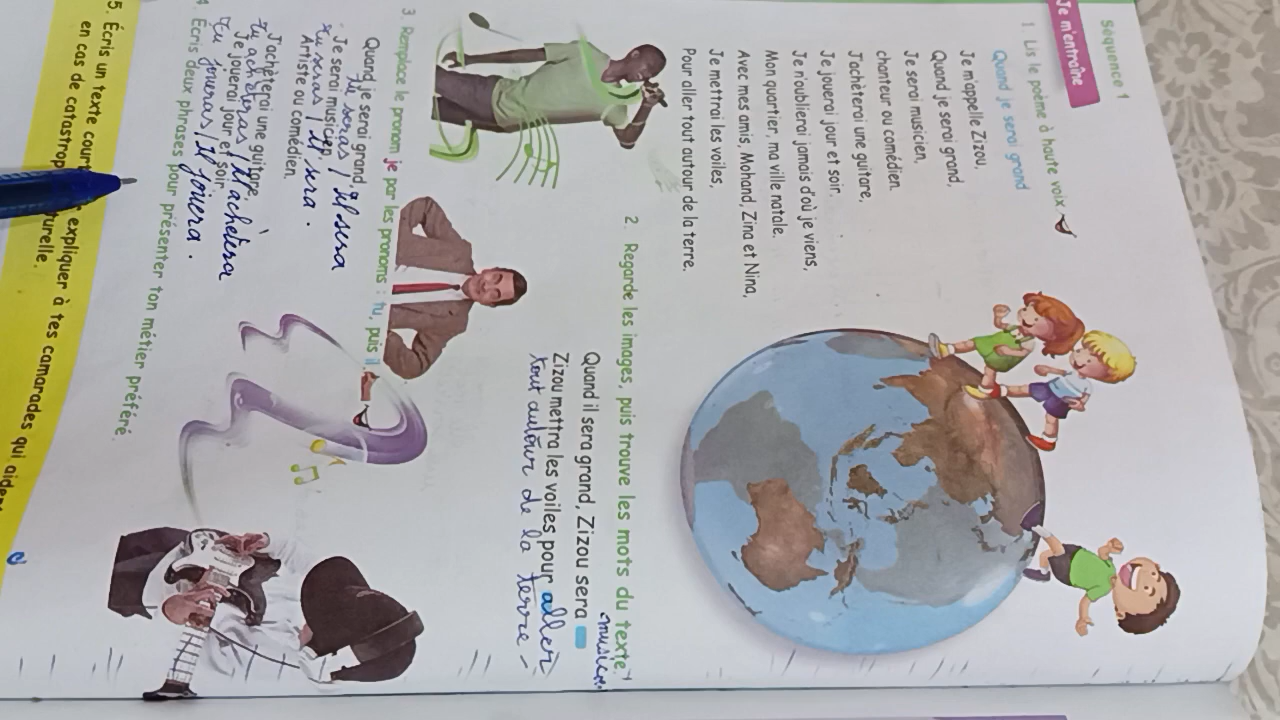 Séquence 1
Je m'entraîne
1 Lis le poème à haute voix
Quand je serai grand
Je m'appelle Zizou,
Quand je serai grand,
Je serai musicien,
chanteur ou comédien.
J'achèterai une guitare,
Je jouerai jour et soir.
Je n'oublierai jamais d'où je viens,
Mon quartier, ma ville natale.
Avec mes amis, Mohand, Zina et Nina,
Je mettrai les voiles,
Pour aller tout autour de la terre.
2. Regarde les images, puis trouve les mots du texte
Quand il sera grand, Zizou sera musicien
Zizou mettra les voiles pour aller
tout autour de la terre.
3. Remplace le pronom je par les pronoms : tu, puis il
Quand je serai grand,
Tu seras / Il sera
Je serai musicien,
tu seras / Il sera.
Artiste ou comédien.
J'achèterai une guitare,
tu achèteras / Il achètera
Je jouerai jour et soir.
Tu joueras / Il jouera.
4 Écris deux phrases pour présenter ton métier préféré.
5. Écris un texte court expliquer à tes camarades qui
en cas de catastrop